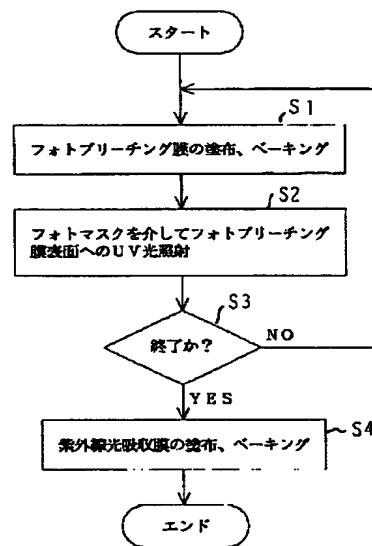 スタート
S1
フォトブリーチング膜の塗布、ベーキング
S2
フォトマスクを介してフォトブリーチング
膜表面へのUV光照射
S3
終了か?
NO
YES
紫外線光吸収膜の塗布、ベーキング
S4
エンド